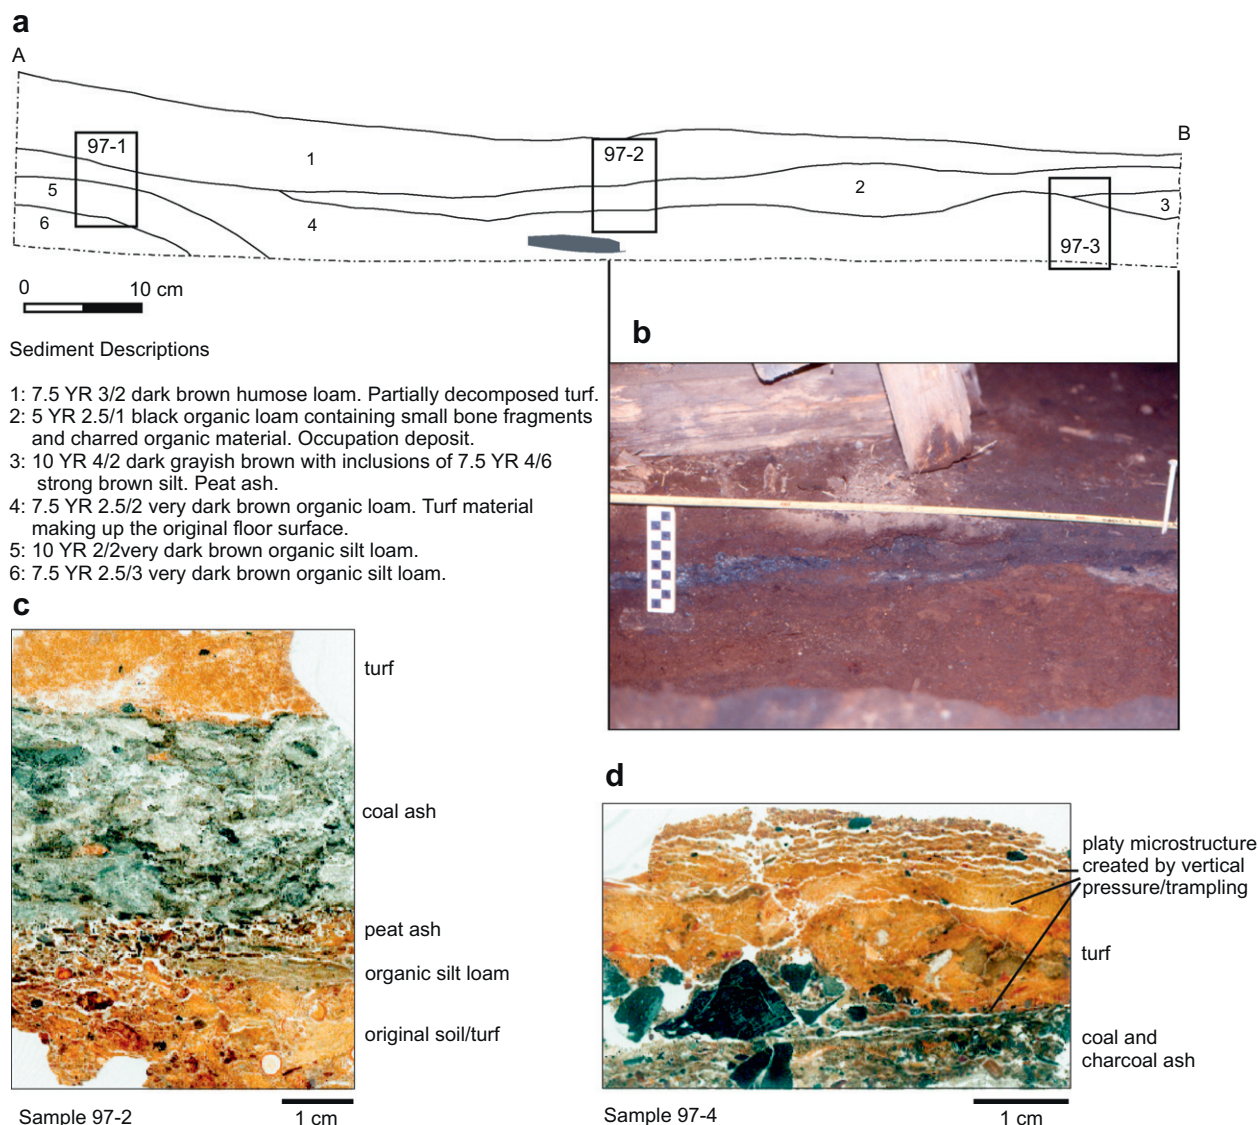 a
A
B
97-1
97-2
97-3
1
2
3
4
5
6
0 10 cm
b
Sediment Descriptions
1: 7.5 YR 3/2 dark brown humose loam. Partially decomposed turf.
2: 5 YR 2.5/1 black organic loam containing small bone fragments
and charred organic material. Occupation deposit.
3: 10 YR 4/2 dark grayish brown with inclusions of 7.5 YR 4/6
strong brown silt. Peat ash.
4: 7.5 YR 2.5/2 very dark brown organic loam. Turf material
making up the original floor surface.
5: 10 YR 2/2very dark brown organic silt loam.
6: 7.5 YR 2.5/3 very dark brown organic silt loam.
c
turf
coal ash
peat ash
organic silt loam
original soil/turf
Sample 97-2
1 cm
d
platy microstructure
created by vertical
pressure/trampling
turf
coal and
charcoal ash
Sample 97-4
1 cm